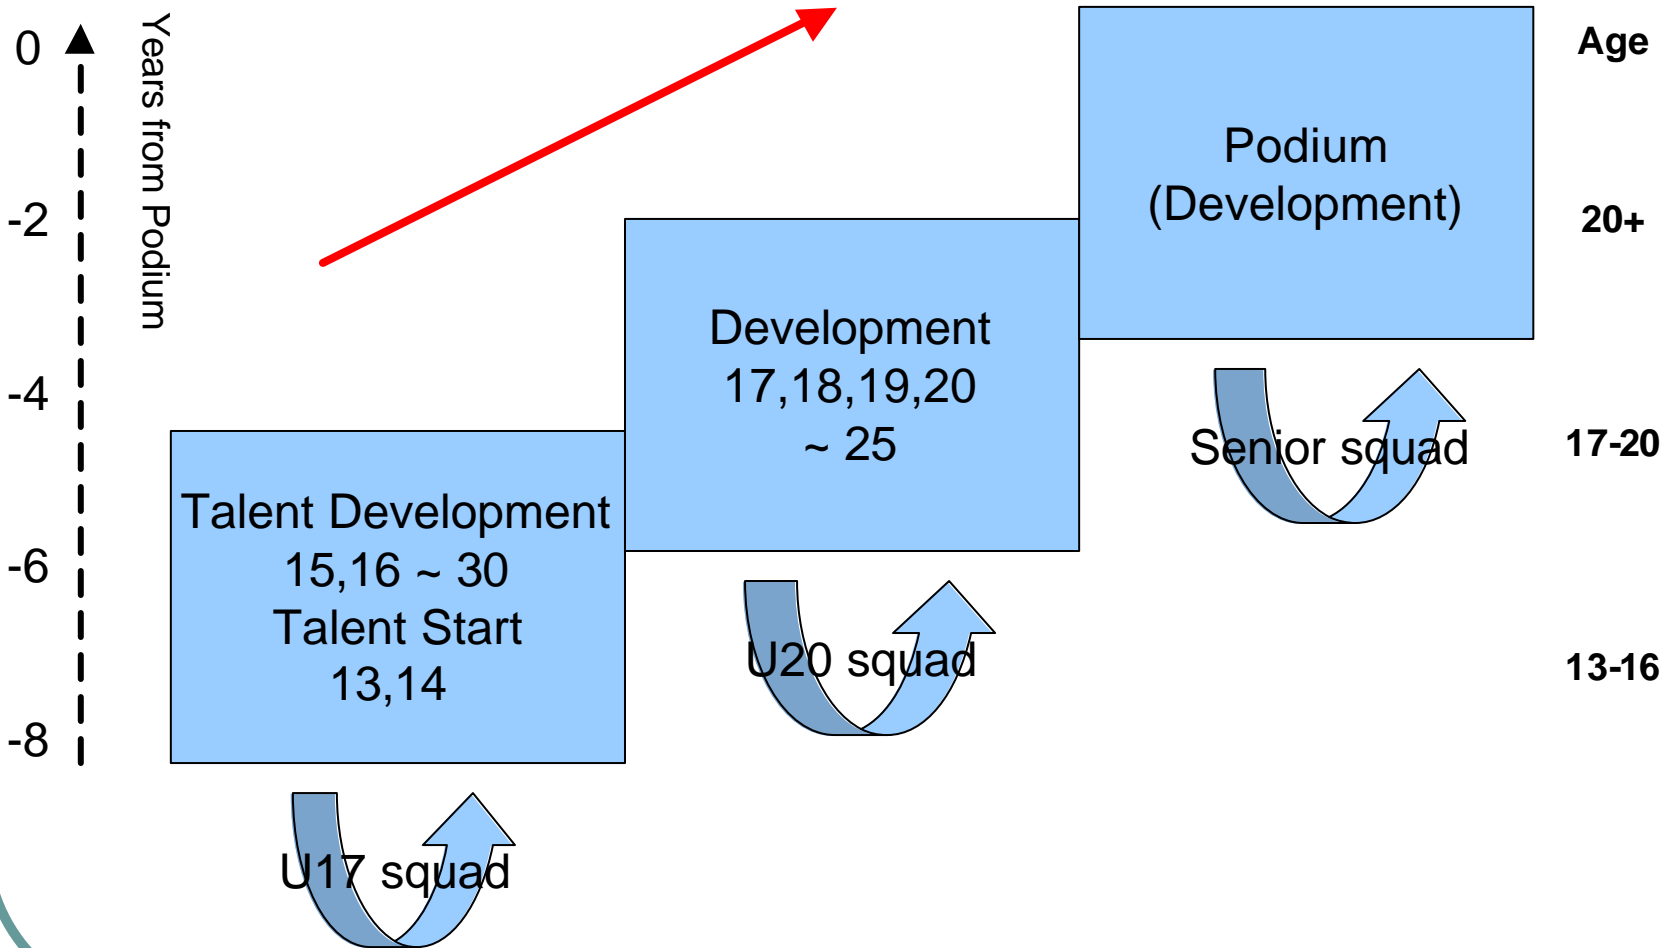 0
-2
-4
-6
-8
Years from Podium
Talent Development
15,16 ~ 30
Talent Start
13,14
U17 squad
Development
17,18,19,20
~ 25
U20 squad
Podium
(Development)
Senior squad
Age
20+
17-20
13-16